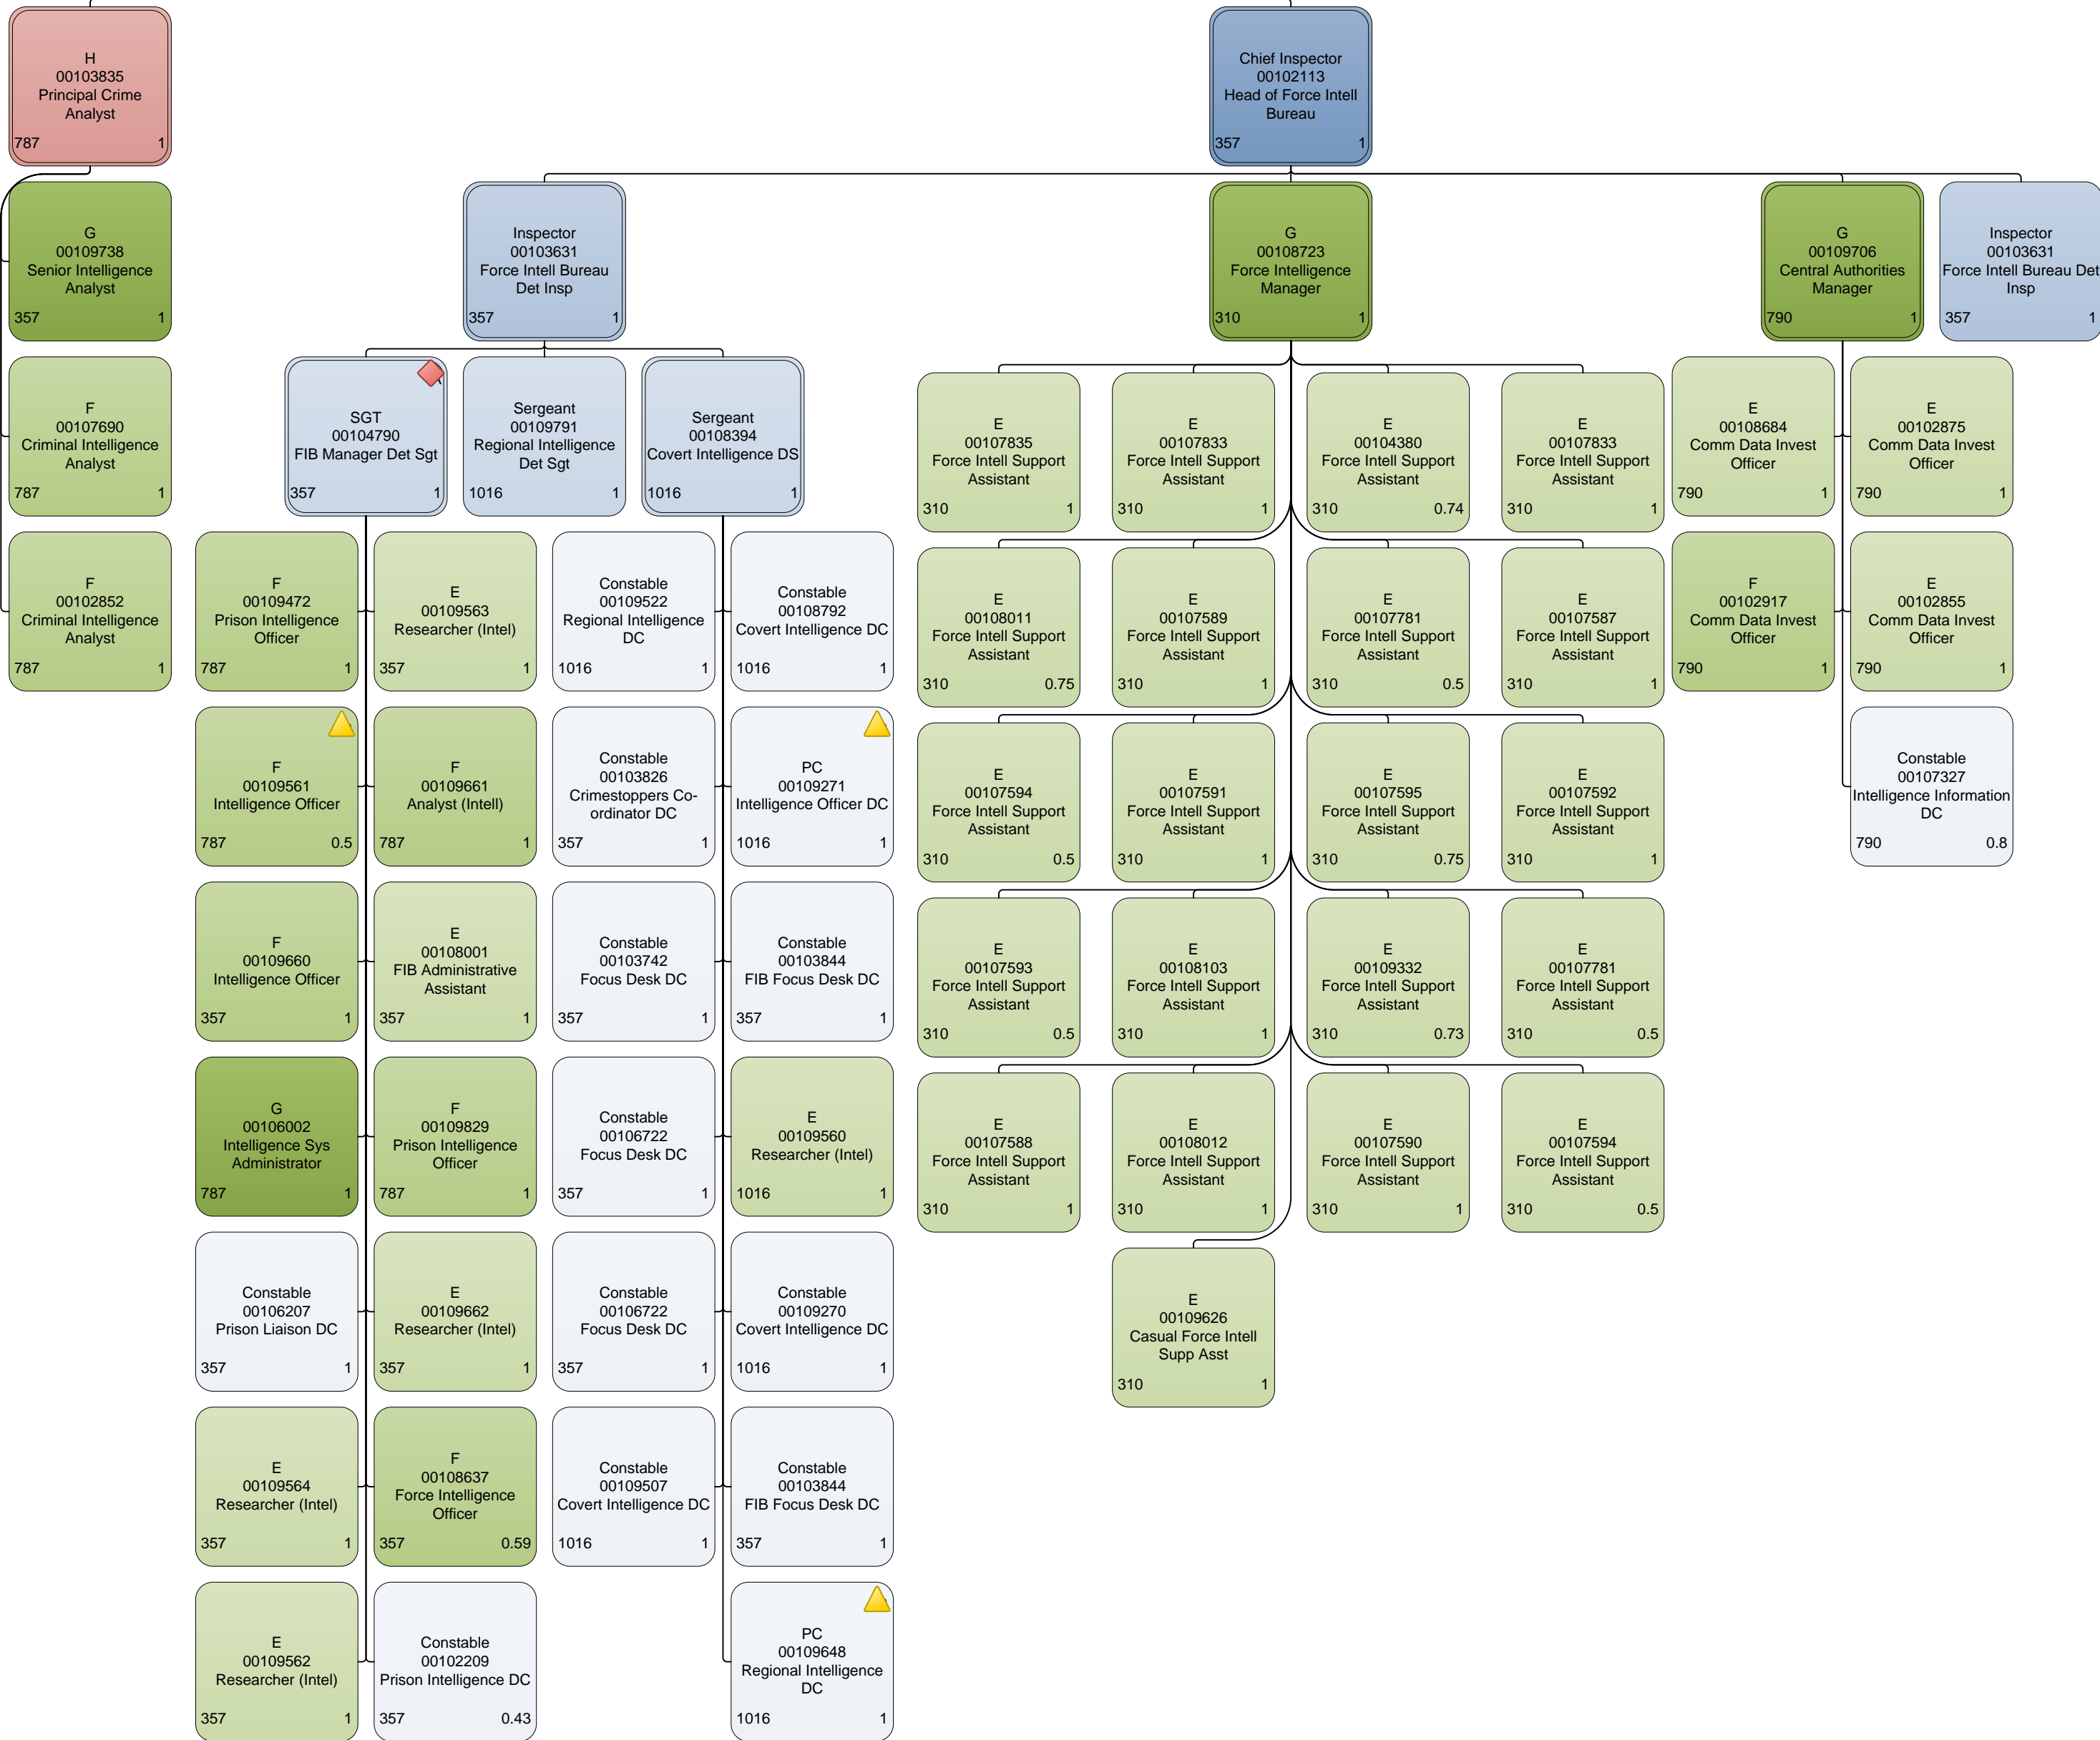 H
00103835
Principal Crime
Analyst
787 1
Chief Inspector
00102113
Head of Force Intell
Bureau
357 1
G
00109738
Senior Intelligence
Analyst
357 1
Inspector
00103631
Force Intell Bureau
Det Insp
357 1
G
00108723
Force Intelligence
Manager
310 1
G
00109706
Central Authorities
Manager
790 1
Inspector
00103631
Force Intell Bureau Det
Insp
357 1
F
00107690
Criminal Intelligence
Analyst
787 1
F
00102852
Criminal Intelligence
Analyst
787 1
SGT
00104790
FIB Manager Det Sgt
357 1
Sergeant
00109791
Regional Intelligence
Det Sgt
1016 1
Sergeant
00108394
Covert Intelligence DS
1016 1
F
00109472
Prison Intelligence
Officer
787 1
E
00109563
Researcher (Intel)
357 1
F
00109561
Intelligence Officer
787 0.5
F
00109661
Analyst (Intell)
787 1
F
00109660
Intelligence Officer
357 1
E
00108001
FIB Administrative
Assistant
357 1
G
00106002
Intelligence Sys
Administrator
787 1
F
00109829
Prison Intelligence
Officer
787 1
Constable
00106207
Prison Liaison DC
357 1
E
00109662
Researcher (Intel)
357 1
E
00109564
Researcher (Intel)
357 1
F
00108637
Force Intelligence
Officer
357 0.59
E
00109562
Researcher (Intel)
357 1
Constable
00102209
Prison Intelligence DC
357 0.43
Constable
00109522
Regional Intelligence
DC
1016 1
Constable
00108792
Covert Intelligence DC
1016 1
Constable
00103826
Crimestoppers Co-
ordinator DC
357 1
PC
00109271
Intelligence Officer DC
1016 1
Constable
00103742
Focus Desk DC
357 1
Constable
00103844
FIB Focus Desk DC
357 1
Constable
00106722
Focus Desk DC
357 1
E
00109560
Researcher (Intel)
1016 1
Constable
00106722
Focus Desk DC
357 1
Constable
00109270
Covert Intelligence DC
1016 1
Constable
00109507
Covert Intelligence DC
1016 1
Constable
00103844
FIB Focus Desk DC
357 1
PC
00109648
Regional Intelligence
DC
1016 1
E
00107835
Force Intell Support
Assistant
310 1
E
00107833
Force Intell Support
Assistant
310 1
E
00104380
Force Intell Support
Assistant
310 0.74
E
00107833
Force Intell Support
Assistant
310 1
E
00108011
Force Intell Support
Assistant
310 0.75
E
00107589
Force Intell Support
Assistant
310 1
E
00107781
Force Intell Support
Assistant
310 0.5
E
00107587
Force Intell Support
Assistant
310 1
E
00107594
Force Intell Support
Assistant
310 0.5
E
00107591
Force Intell Support
Assistant
310 1
E
00107595
Force Intell Support
Assistant
310 0.75
E
00107592
Force Intell Support
Assistant
310 1
E
00107593
Force Intell Support
Assistant
310 0.5
E
00108103
Force Intell Support
Assistant
310 1
E
00109332
Force Intell Support
Assistant
310 0.73
E
00107781
Force Intell Support
Assistant
310 0.5
E
00107588
Force Intell Support
Assistant
310 1
E
00108012
Force Intell Support
Assistant
310 1
E
00107590
Force Intell Support
Assistant
310 1
E
00107594
Force Intell Support
Assistant
310 0.5
E
00109626
Casual Force Intell
Supp Asst
310 1
E
00108684
Comm Data Invest
Officer
790 1
E
00102875
Comm Data Invest
Officer
790 1
F
00102917
Comm Data Invest
Officer
790 1
E
00102855
Comm Data Invest
Officer
790 1
Constable
00107327
Intelligence Information
DC
790 0.8